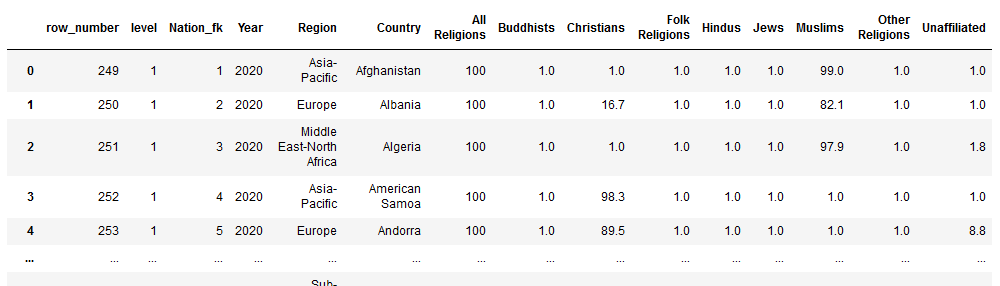 row_number level Nation_fk Year Region Country All Religions Buddhists Christians Folk Religions Hindus Jews Muslims Other Religions Unaffiliated
0 249 1 1 2020 Asia-Pacific Afghanistan 100 1.0 1.0 1.0 1.0 1.0 99.0 1.0 1.0
1 250 1 2 2020 Europe Albania 100 1.0 16.7 1.0 1.0 1.0 82.1 1.0 1.0
2 251 1 3 2020 Middle East-North Africa Algeria 100 1.0 1.0 1.0 1.0 1.0 97.9 1.0 1.8
3 252 1 4 2020 Asia-Pacific American Samoa 100 1.0 98.3 1.0 1.0 1.0 1.0 1.0 1.0
4 253 1 5 2020 Europe Andorra 100 1.0 89.5 1.0 1.0 1.0 1.0 1.0 8.8
... ... ... ... ... ... ... ... ... ... ... ... ... ... ... ...
Sub-